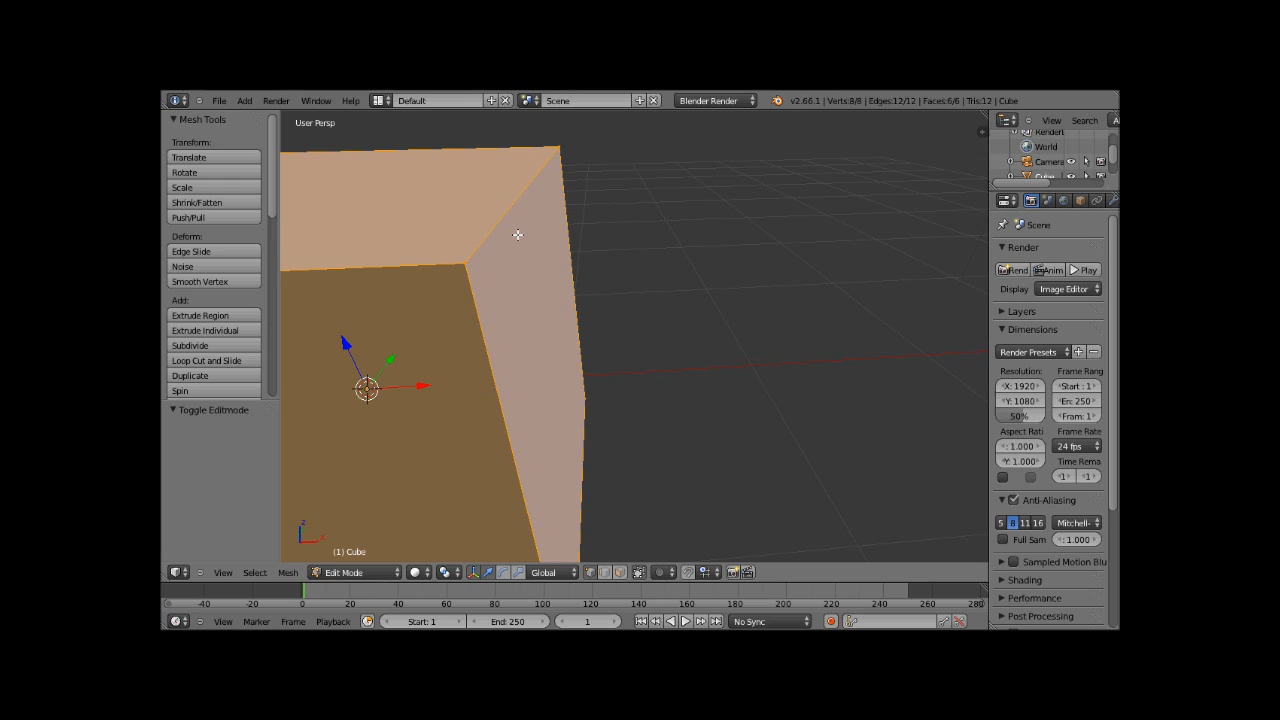 File Add Render Window Help Default Scene Blender Render v2.66.1 | Verts:8/8 | Edges:12/12 | Faces:6/6 | Tris:12 | Cube
Mesh Tools
Transform:
Translate
Rotate
Scale
Shrink/Fatten
Push/Pull
Deform:
Edge Slide
Noise
Smooth Vertex
Add:
Extrude Region
Extrude Individual
Subdivide
Loop Cut and Slide
Duplicate
Spin
Toggle Editmode
User Persp
z
x
(1) Cube
View Select Mesh Edit Mode Global
-40 -20 0 20 40 60 80 100 120 140 160 180 200 220 240 260 280
View Marker Frame Playback Start: 1 End: 250 1 No Sync
View Search A
RenderL
World
Camera
Cube
Scene
Render
Rend Anim Play
Display Image Editor
Layers
Dimensions
Render Presets
Resolution: Frame Rang
X: 1920 Start : 1
Y: 1080 En: 250
50% Fram: 1
Aspect Rati Frame Rate
: 1.000 24 fps
Y: 1.000 Time Rema
1 1
Anti-Aliasing
5 8 11 16 Mitchell-
Full Sam : 1.000
Sampled Motion Blu
Shading
Performance
Post Processing